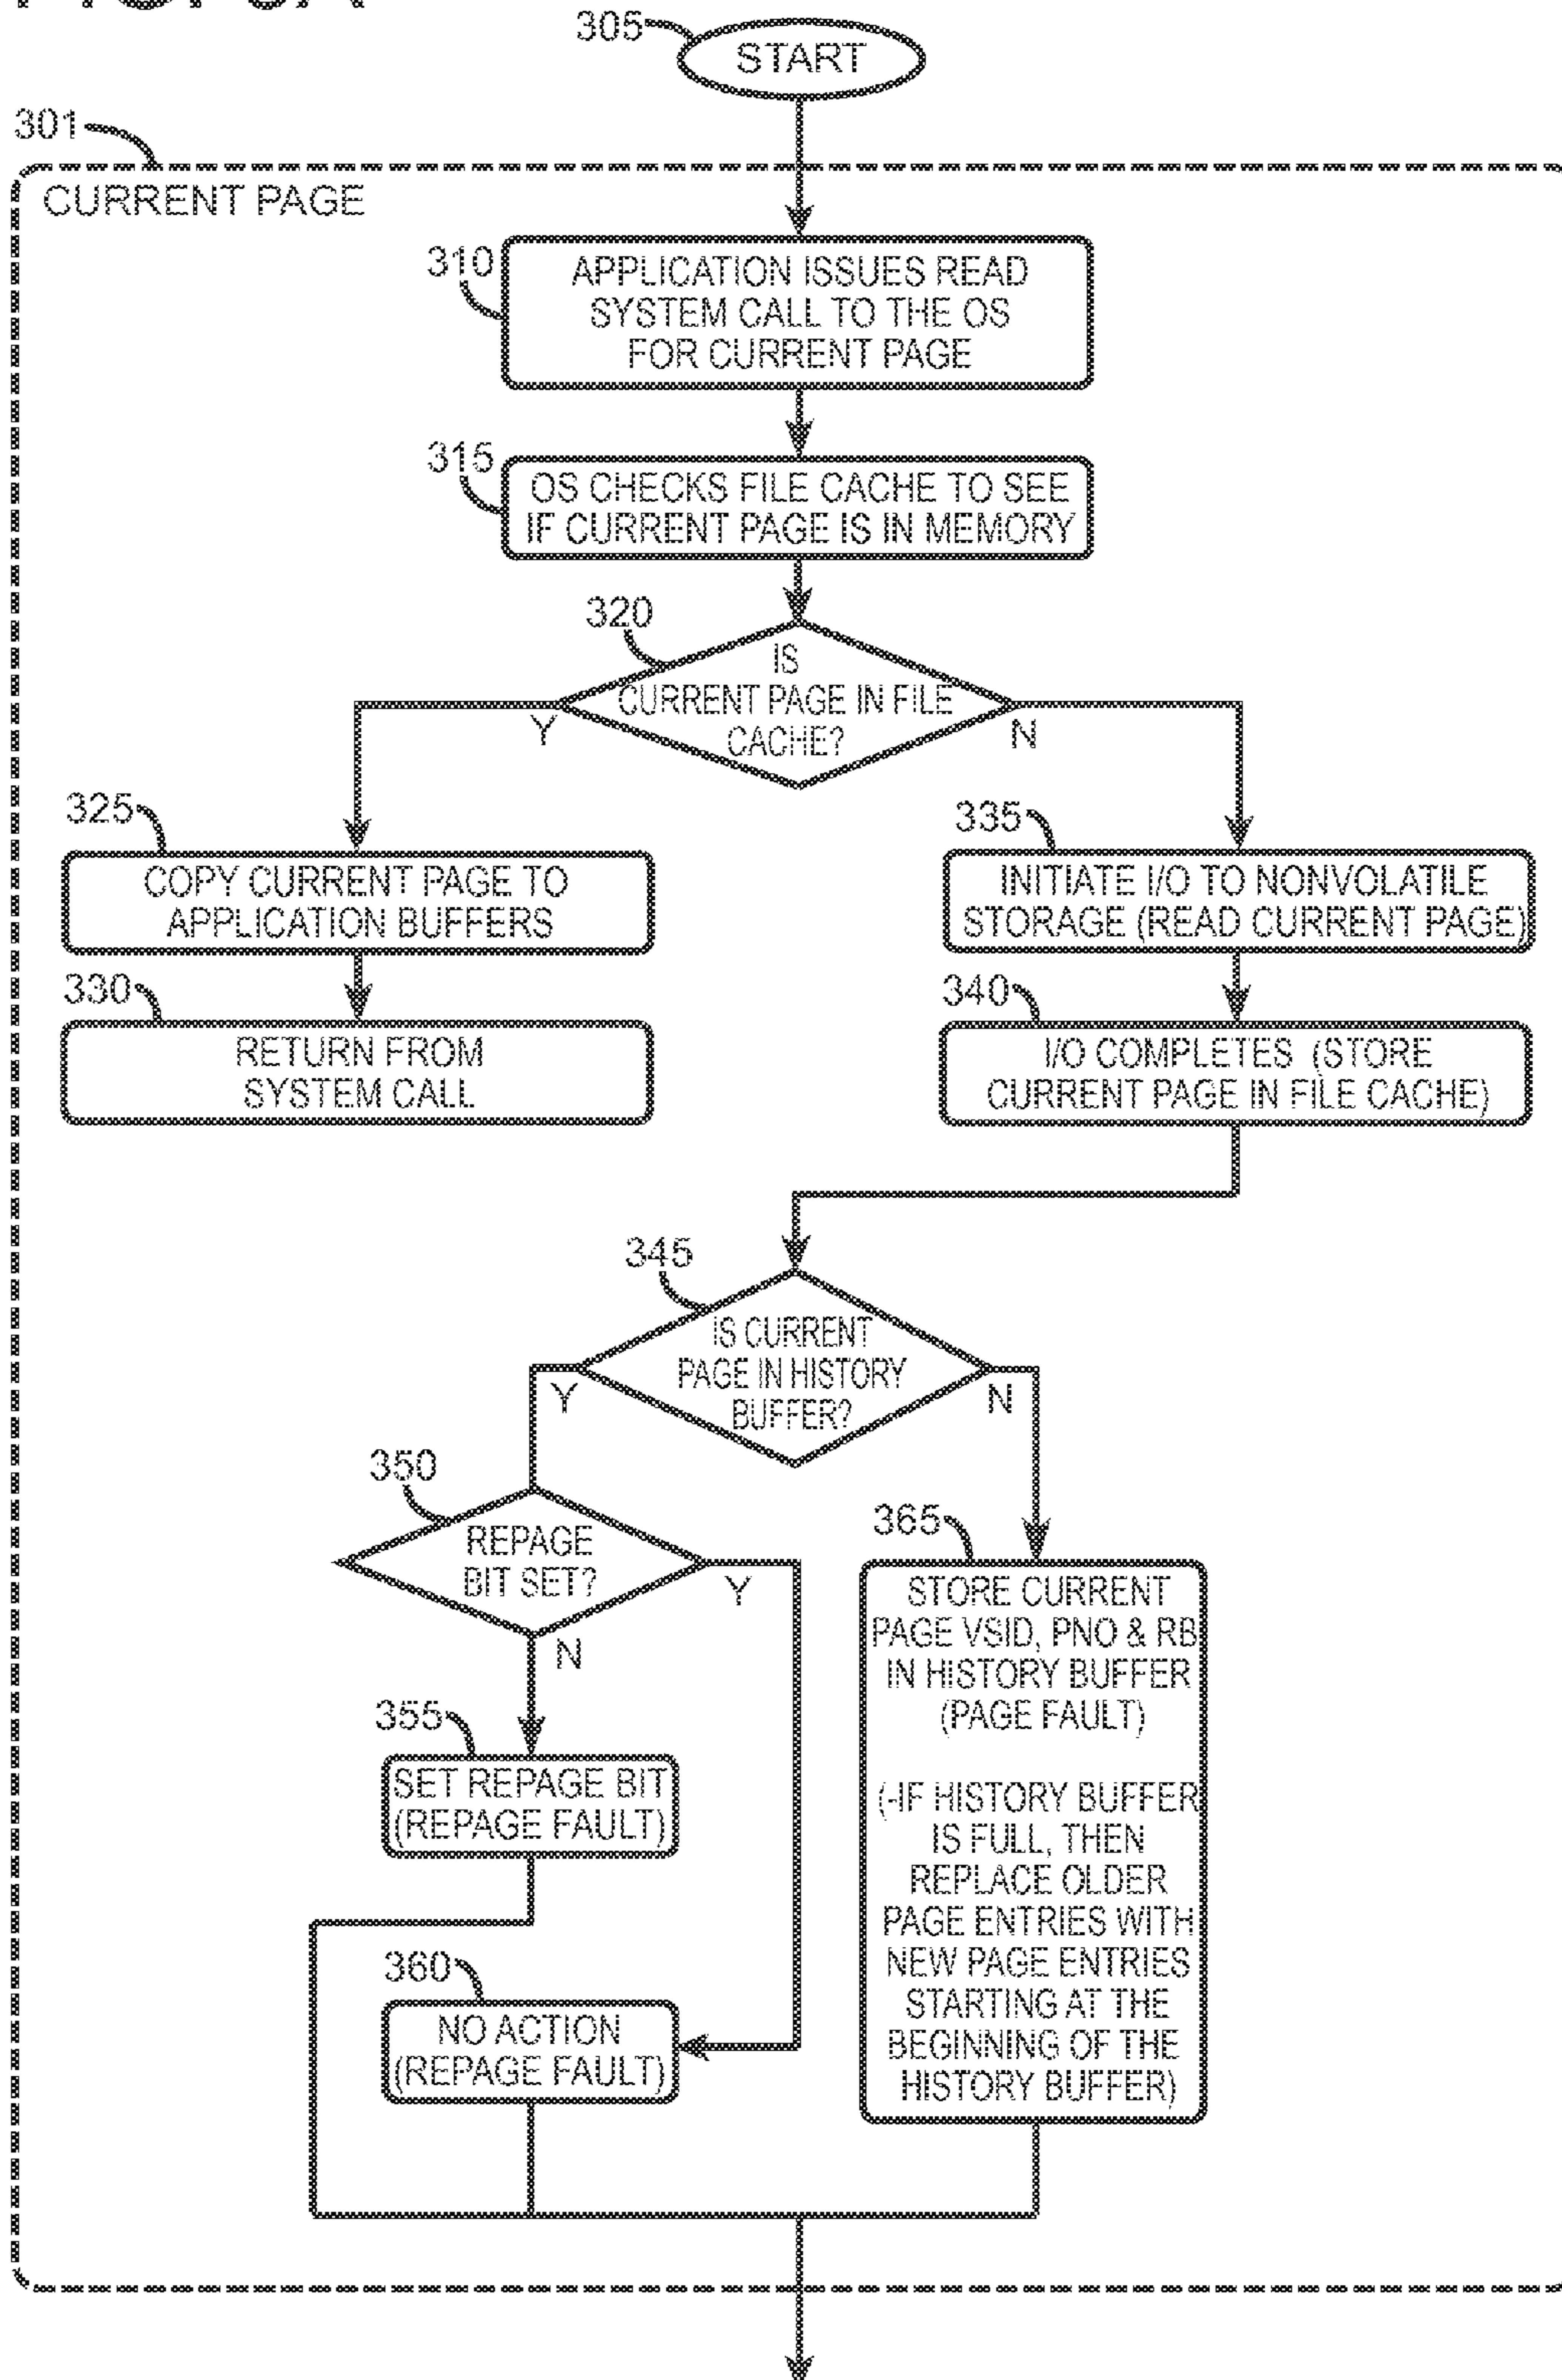 305
START
301
CURRENT PAGE
310
APPLICATION ISSUES READ
SYSTEM CALL TO THE OS
FOR CURRENT PAGE
315
OS CHECKS FILE CACHE TO SEE
IF CURRENT PAGE IS IN MEMORY
320
IS
CURRENT PAGE IN FILE
CACHE?
Y
N
325
COPY CURRENT PAGE TO
APPLICATION BUFFERS
335
INITIATE I/O TO NONVOLATILE
STORAGE (READ CURRENT PAGE)
330
RETURN FROM
SYSTEM CALL
340
I/O COMPLETES (STORE
CURRENT PAGE IN FILE CACHE)
345
IS CURRENT
PAGE IN HISTORY
BUFFER?
Y
N
350
REPAGE
BIT SET?
Y
N
355
SET REPAGE BIT
(REPAGE FAULT)
360
NO ACTION
(REPAGE FAULT)
365
STORE CURRENT
PAGE VSID, PNO & RB
IN HISTORY BUFFER
(PAGE FAULT)
(-IF HISTORY BUFFER
IS FULL, THEN
REPLACE OLDER
PAGE ENTRIES WITH
NEW PAGE ENTRIES
STARTING AT THE
BEGINNING OF THE
HISTORY BUFFER)